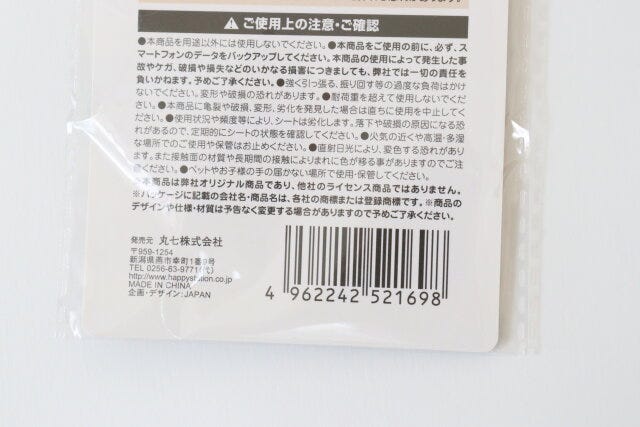 ⚠ご使用上の注意・ご確認
●本商品を用途以外には使用しないでください。●本商品をご使用の前に、必ず、ス
マートフォンのデータをバックアップしてください。本商品の使用によって発生した事
故やケガ、破損や損失などのいかなる損害につきましても、弊社では一切の責任を
負いかねます。予めご了承ください。●強く引っ張る、振り回す等の過度な負荷はかけ
ないでください。変形や破損の恐れがあります。●耐荷重を超えて使用しないでくだ
さい。●本商品に亀裂や破損、変形、劣化を発見した場合は直ちに使用を中止してくだ
さい。●使用状況や頻度等により、シートは劣化します。落下や破損の原因になる恐
れがあるので、定期的にシートの状態を確認してください。●火気の近くや高温・多湿
な場所でのご使用や保管はお止めください。●直射日光により、変色する恐れがあり
ます。また接触面の材質や長期間の接触によりまれに色が移る事がありますのでご注
意ください。●ペットやお子様の手の届かない場所で使用・保管してください。
※本商品は弊社オリジナル商品であり、他社のライセンス商品ではありません。
※パッケージに記載の会社名・商品名は、各社の商標または登録商標です。※商品の
デザインや仕様・材質は予告なく変更する場合がありますので予めご了承ください。
発売元 丸七株式会社
〒959-1254
新潟県燕市幸町1番9号
TEL 0256-63-9771(代)
http://www.happystation.co.jp
MADE IN CHINA
企画・デザイン:JAPAN
4 962242 521698